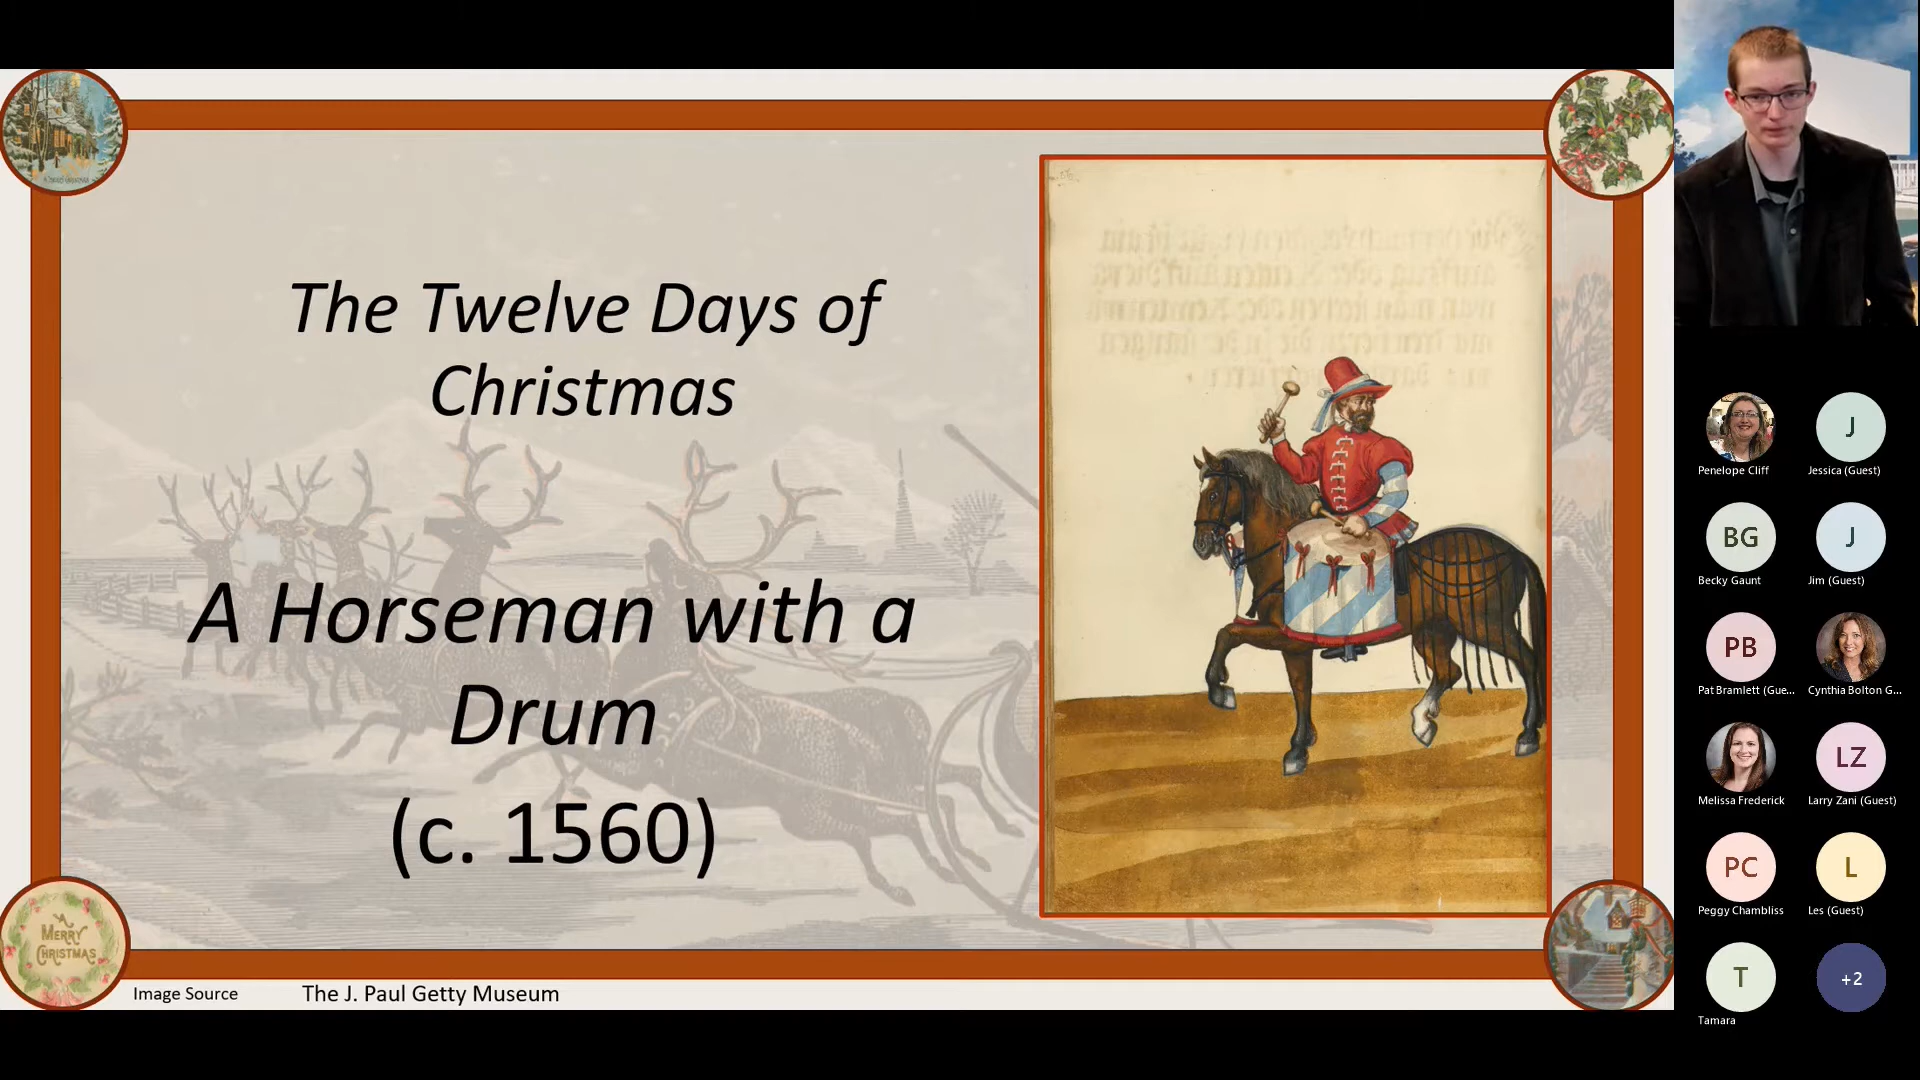 The Twelve Days of
Christmas
A Horseman with a
Drum
(c. 1560)
A
MERRY
CHRISTMAS
Image Source
The J. Paul Getty Museum
Penelope Cliff
J
Jessica (Guest)
BG
Becky Gaunt
J
Jim (Guest)
PB
Pat Bramlett (Gue...
Cynthia Bolton G...
Melissa Frederick
LZ
Larry Zani (Guest)
PC
Peggy Chambliss
L
Les (Guest)
T
Tamara
+2